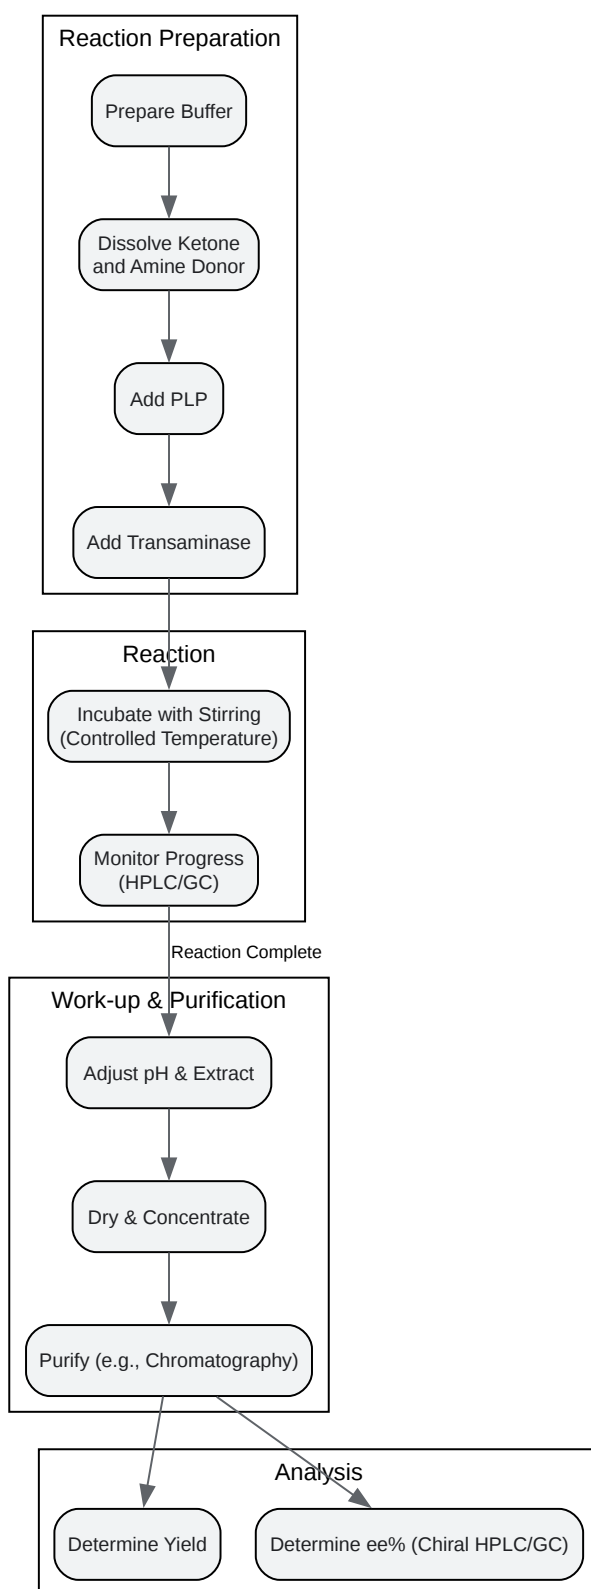 Reaction Preparation
Prepare Buffer
Dissolve Ketone
and Amine Donor
Add PLP
Add Transaminase
Reaction
Incubate with Stirring
(Controlled Temperature)
Monitor Progress
(HPLC/GC)
Reaction Complete
Work-up & Purification
Adjust pH & Extract
Dry & Concentrate
Purify (e.g., Chromatography)
Analysis
Determine Yield
Determine ee% (Chiral HPLC/GC)